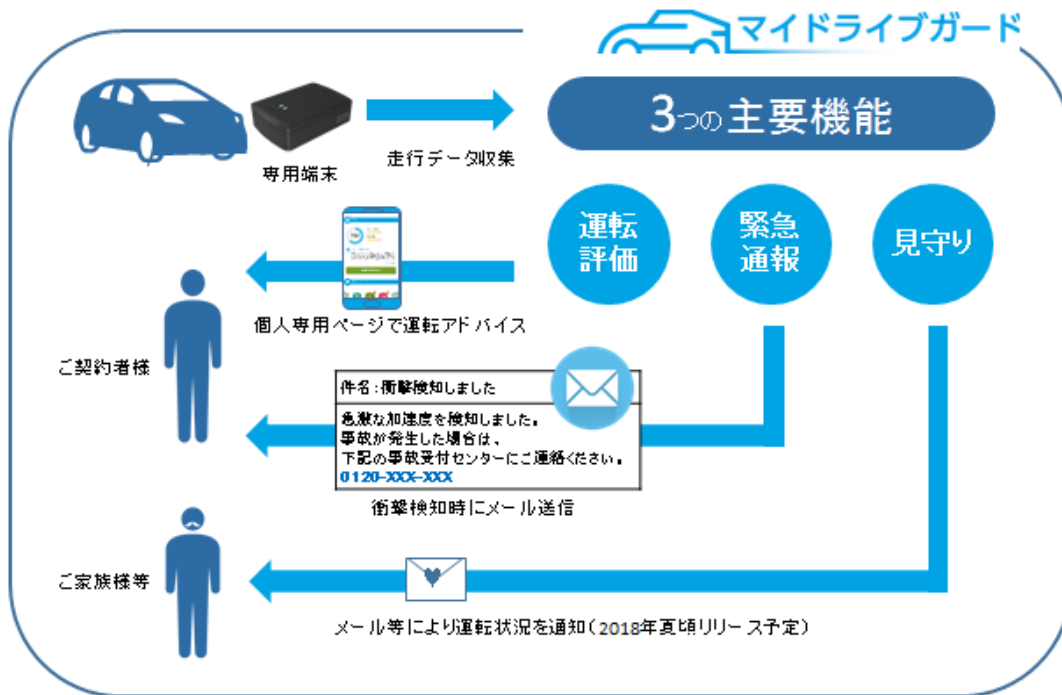 マイドライブガード
3つの主要機能
専用端末
走行データ収集
運転
評価
緊急
通報
見守り
個人専用ページで運転アドバイス
ご契約者様
件名：衝撃検知しました
急激な加速度を検知しました。
事故が発生した場合は、
下記の事故受付センターにご連絡ください。
0120-XXX-XXX
衝撃検知時にメール送信
ご家族様等
メール等により運転状況を通知（2018年夏頃リリース予定）